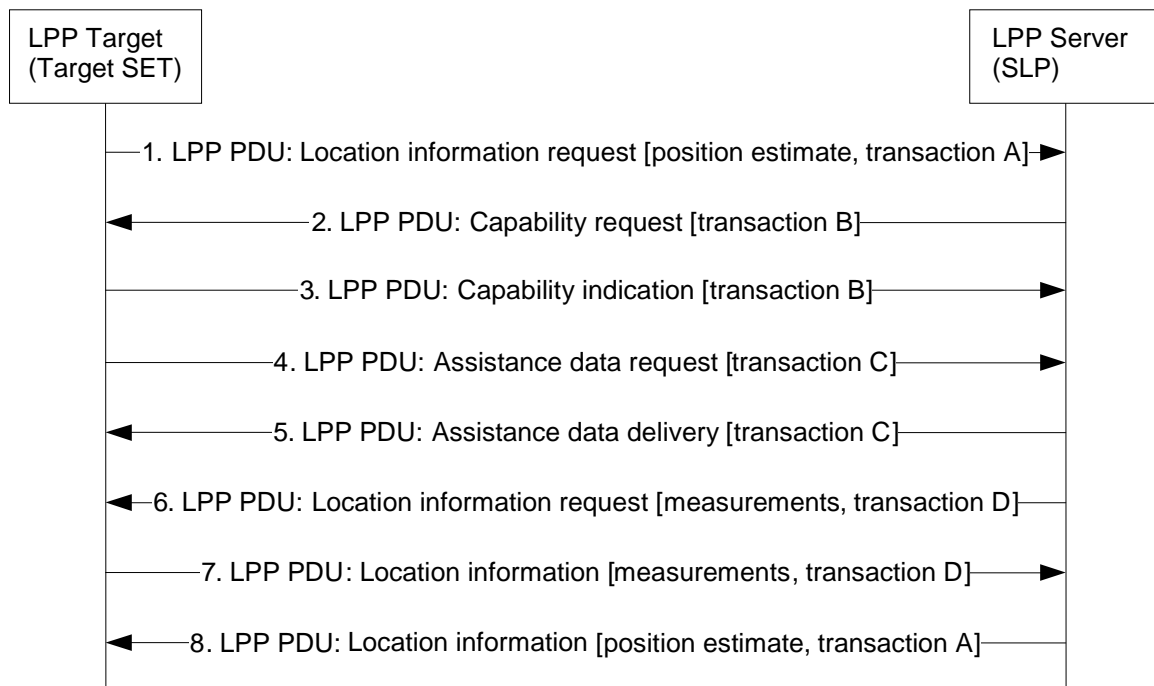 LPP Target
(Target SET)
LPP Server
(SLP)
1. LPP PDU: Location information request [position estimate, transaction A]
2. LPP PDU: Capability request [transaction B]
3. LPP PDU: Capability indication [transaction B]
4. LPP PDU: Assistance data request [transaction C]
5. LPP PDU: Assistance data delivery [transaction C]
6. LPP PDU: Location information request [measurements, transaction D]
7. LPP PDU: Location information [measurements, transaction D]
8. LPP PDU: Location information [position estimate, transaction A]